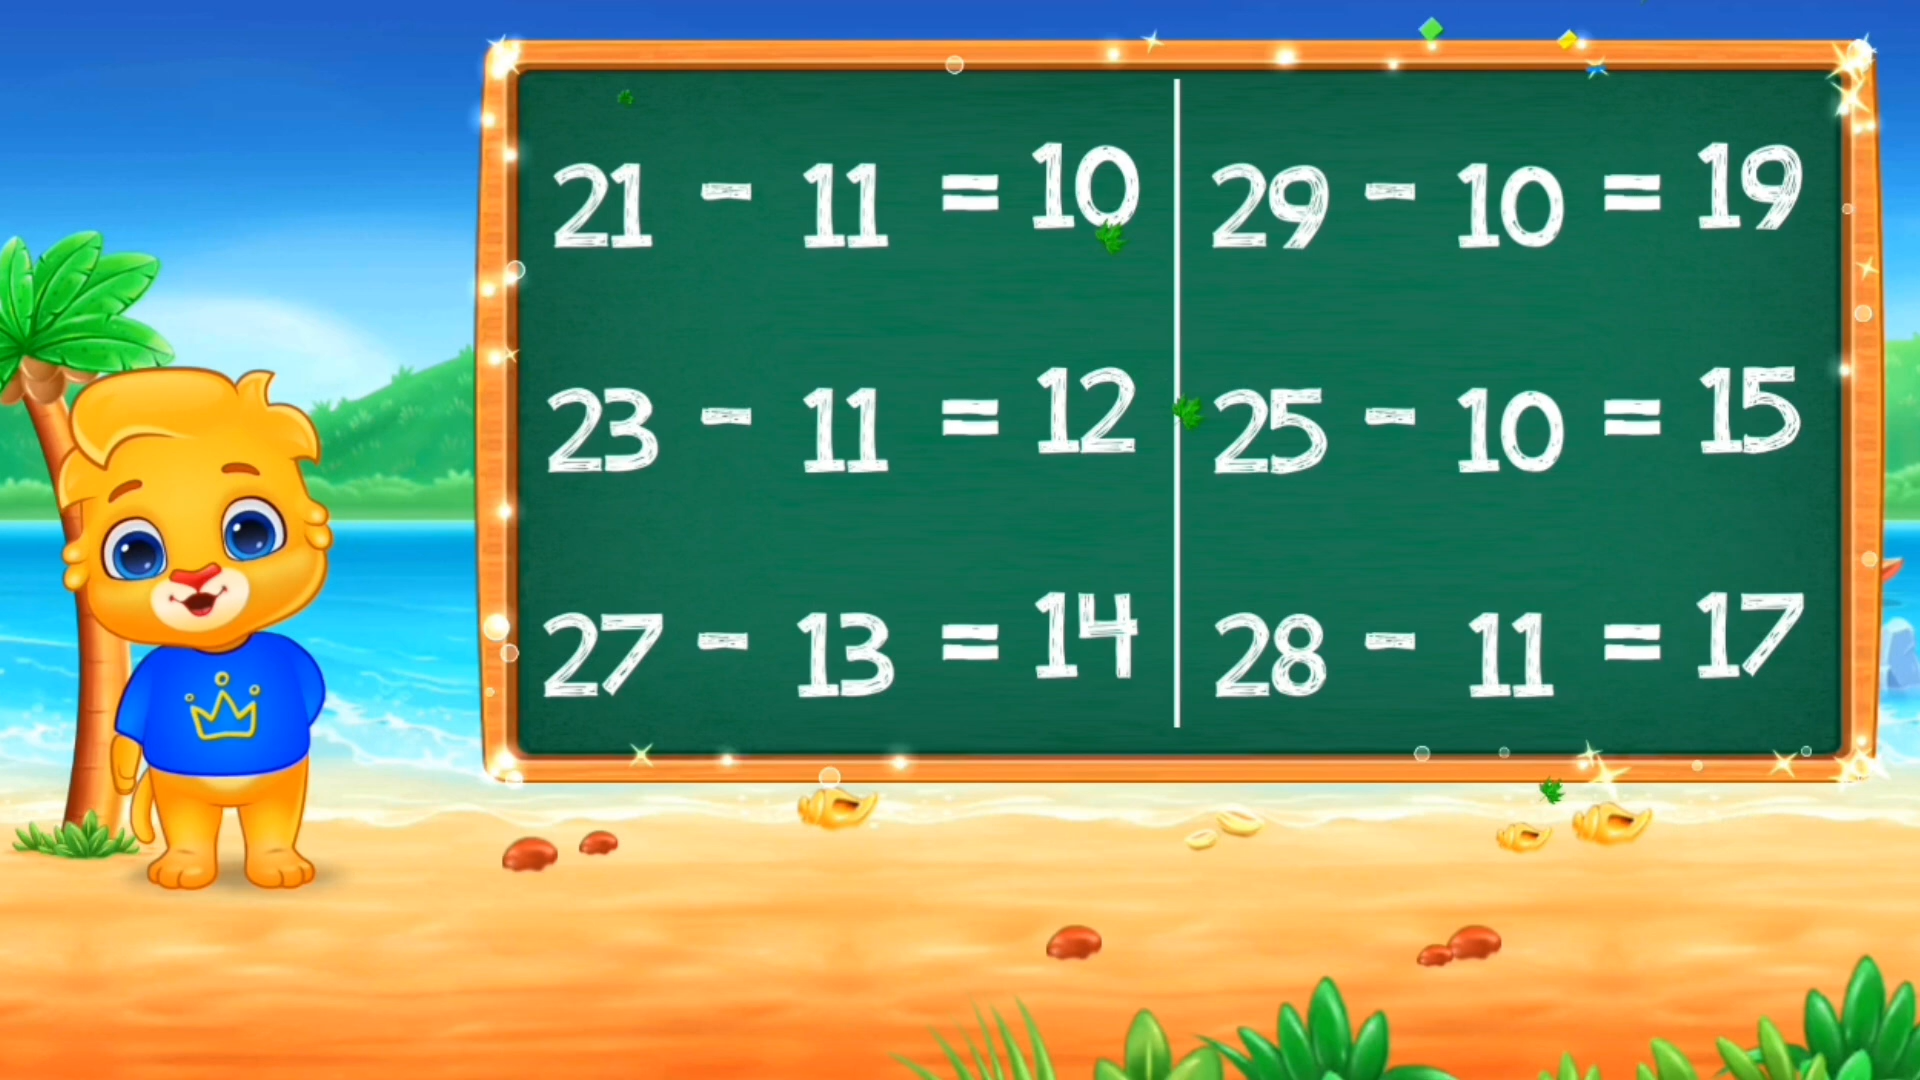 21 - 11 = 10
23 - 11 = 12
27 - 13 = 14
29 - 10 = 19
25 - 10 = 15
28 - 11 = 17